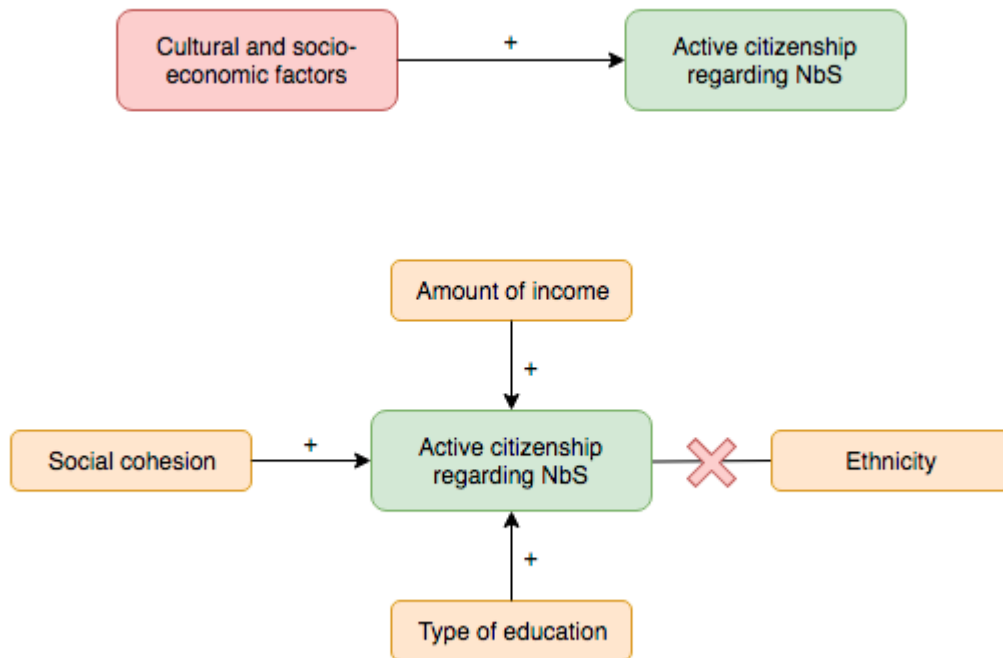 Cultural and socio-
economic factors
+
Active citizenship
regarding NbS
Amount of income
+
Social cohesion
+
Active citizenship
regarding NbS
Ethnicity
+
Type of education